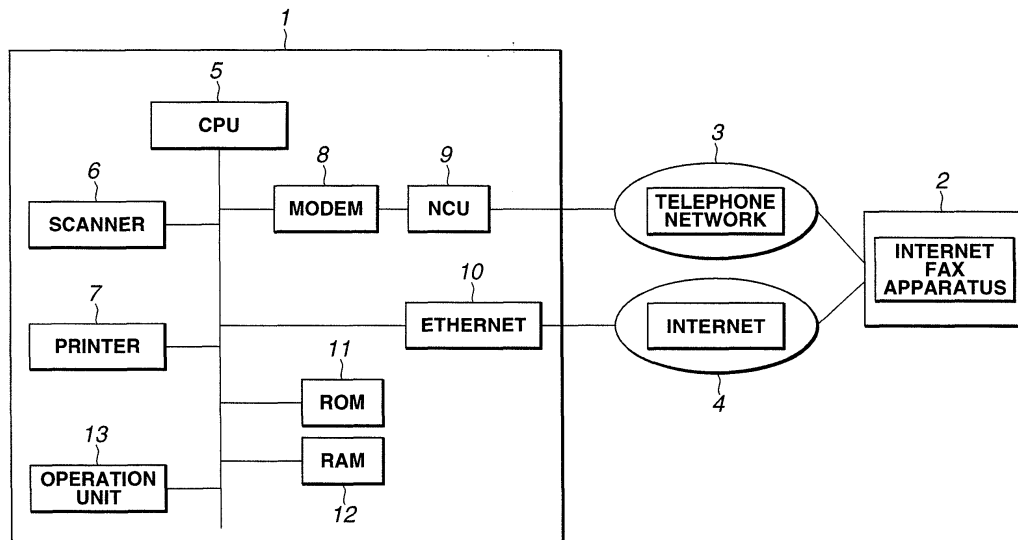 1
5
CPU
6
SCANNER
8
MODEM
9
NCU
3
TELEPHONE
NETWORK
2
INTERNET
FAX
APPARATUS
7
PRINTER
10
ETHERNET
INTERNET
4
11
ROM
13
OPERATION
UNIT
RAM
12